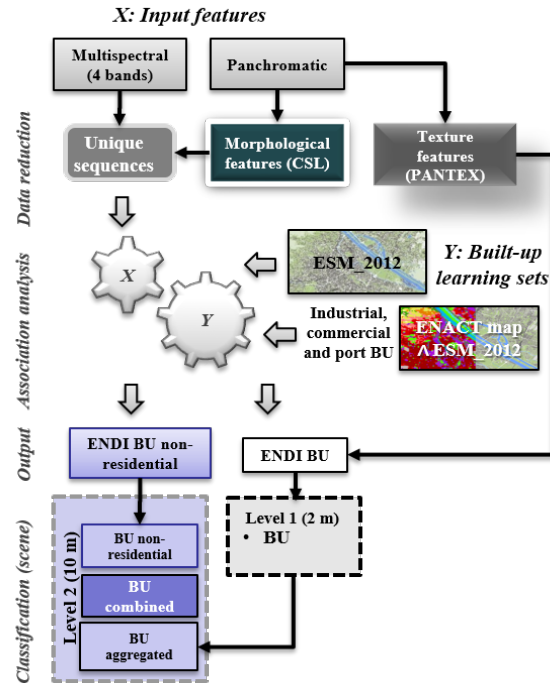 X: Input features
Multispectral
(4 bands)
Panchromatic
Data reduction
Unique
sequences
Morphological
features (CSL)
Texture
features
(PANTEX)
Association analysis
X
Y
ESM_2012
Y: Built-up
learning sets
Industrial,
commercial
and port BU
ENACT map
∧ESM_2012
Output
ENDI BU non-
residential
ENDI BU
Classification (scene)
Level 2 (10 m)
BU non-
residential
BU
combined
BU
aggregated
Level 1 (2 m)
• BU